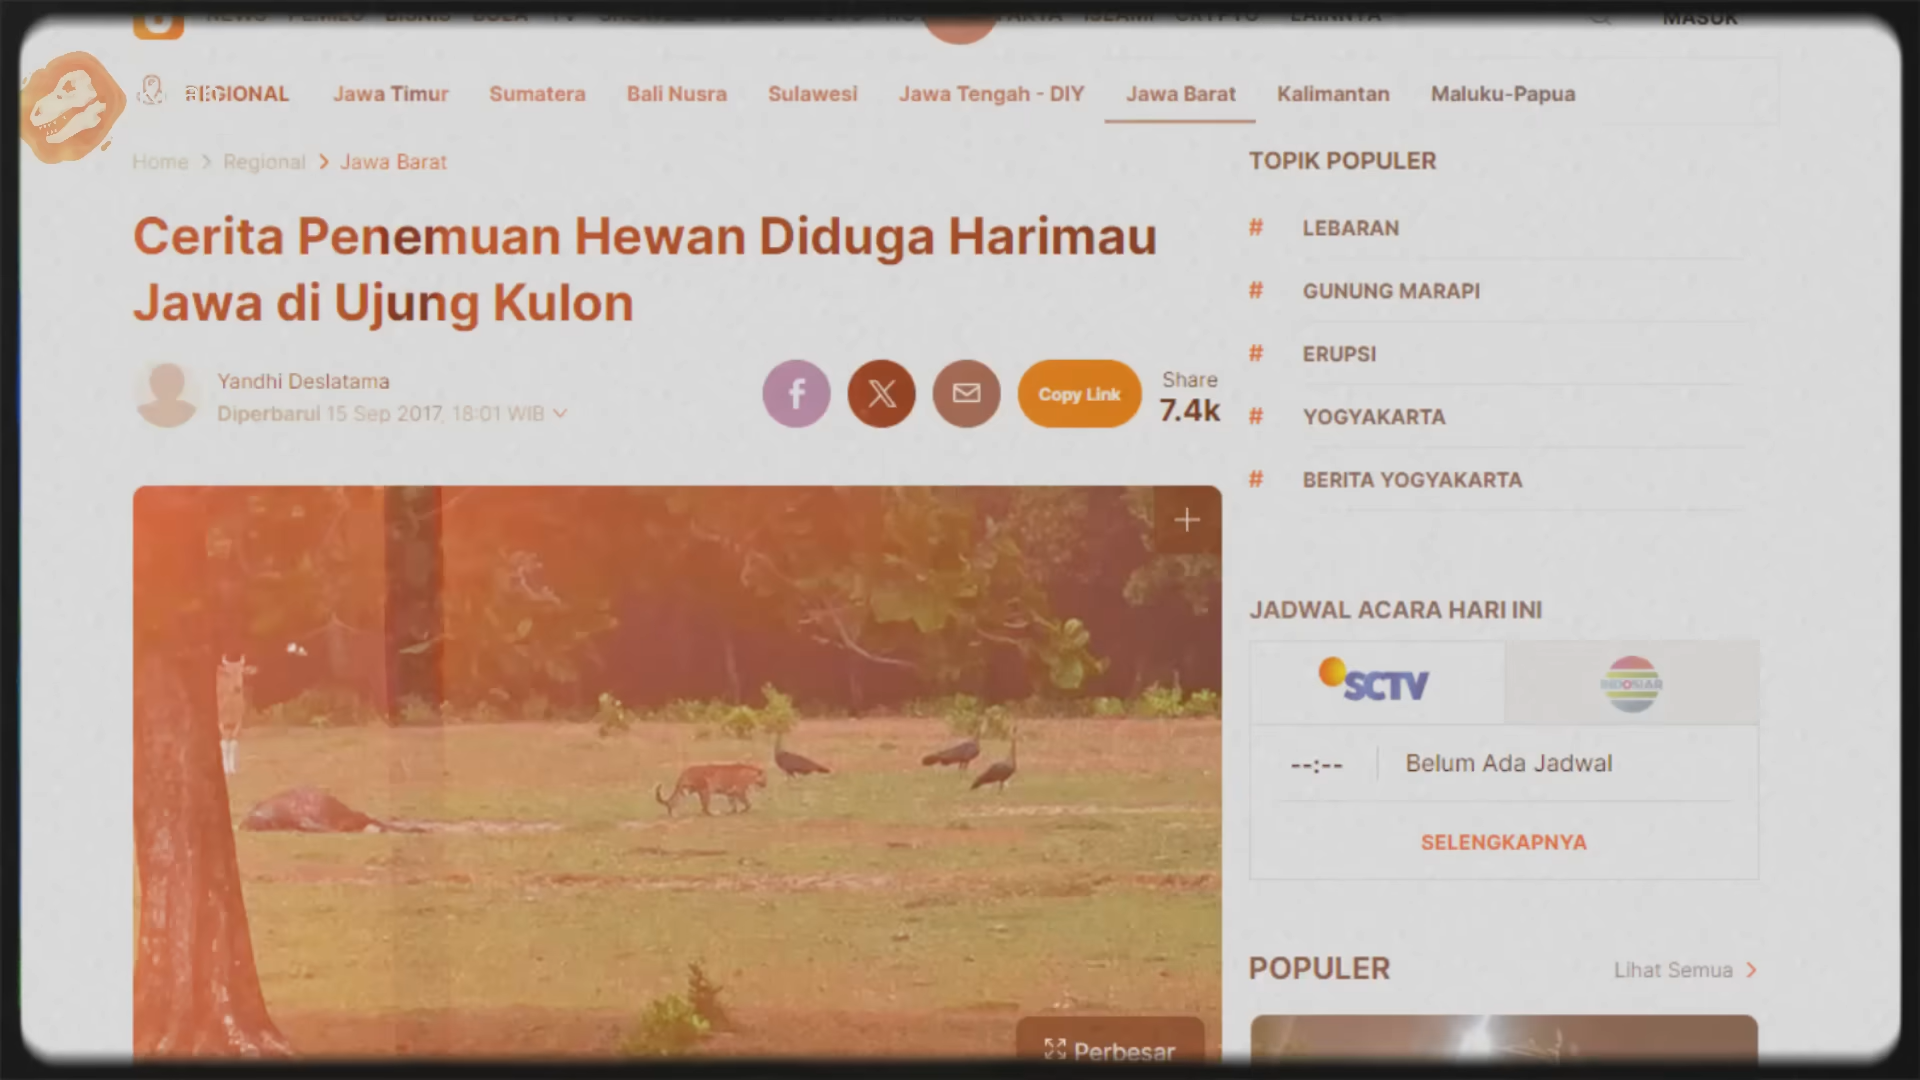 MASUK
REGIONAL
Jawa Timur
Sumatera
Bali Nusra
Sulawesi
Jawa Tengah - DIY
Jawa Barat
Kalimantan
Maluku-Papua
Home
Regional
Jawa Barat
Cerita Penemuan Hewan Diduga Harimau
Jawa di Ujung Kulon
Yandhi Deslatama
Diperbarui 15 Sep 2017, 18:01 WIB
Copy Link
Share
7.4k
Perbesar
TOPIK POPULER
# LEBARAN
# GUNUNG MARAPI
# ERUPSI
# YOGYAKARTA
# BERITA YOGYAKARTA
JADWAL ACARA HARI INI
SCTV
INDOSIAR
--:-- Belum Ada Jadwal
SELENGKAPNYA
POPULER
Lihat Semua